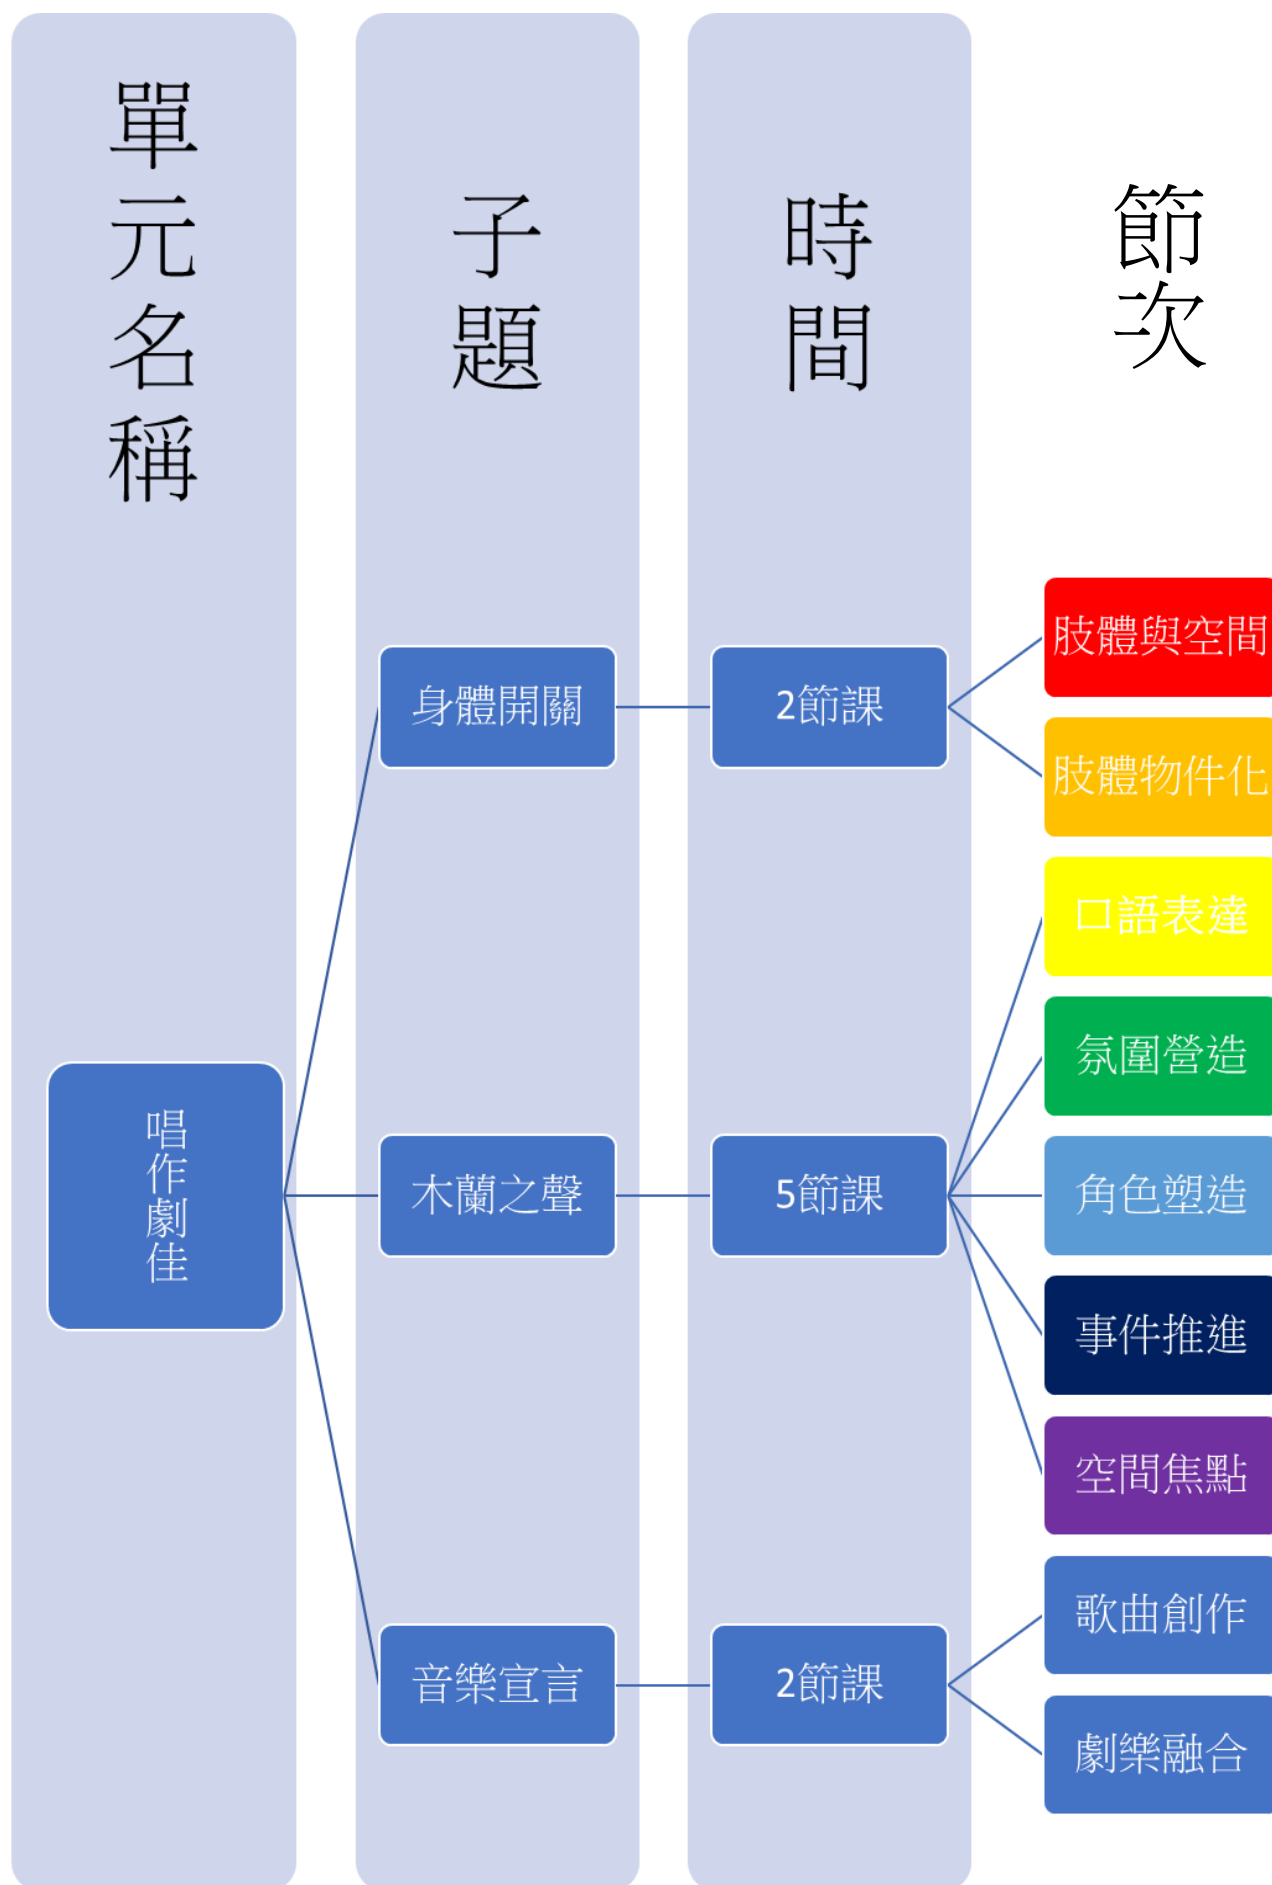 單元名稱
子題
時間
節次
唱作劇佳
身體開關
2節課
肢體與空間
肢體物件化
木蘭之聲
5節課
口語表達
氛圍營造
角色塑造
事件推進
空間焦點
音樂宣言
2節課
歌曲創作
劇樂融合